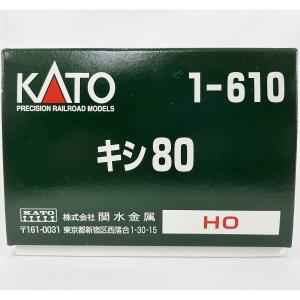 KATO 1-610
PRECISION RAILROAD MODELS
キシ80
KATO 株式会社 関水金属 HO
〒161-0031 東京都新宿区西落合1-30-15